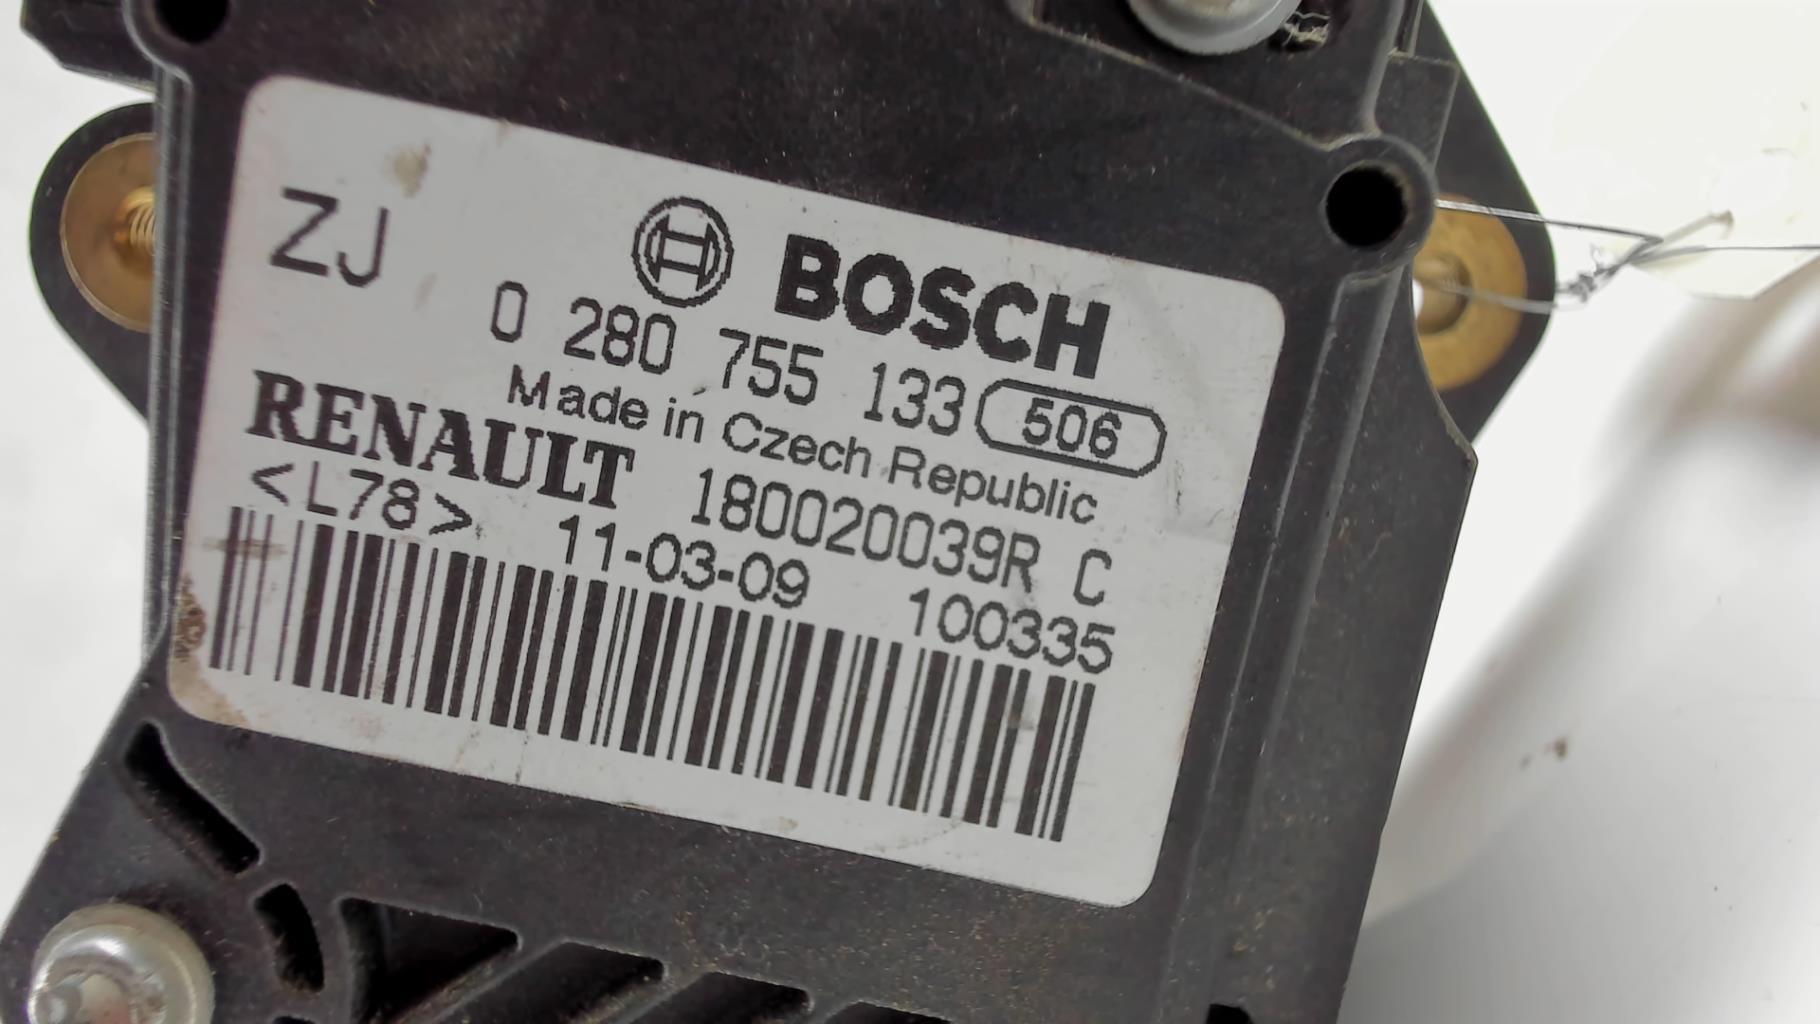 ZJ
BOSCH
0 280 755 133 506
Made in Czech Republic
RENAULT 180020039R C
<L78> 11-03-09 100335